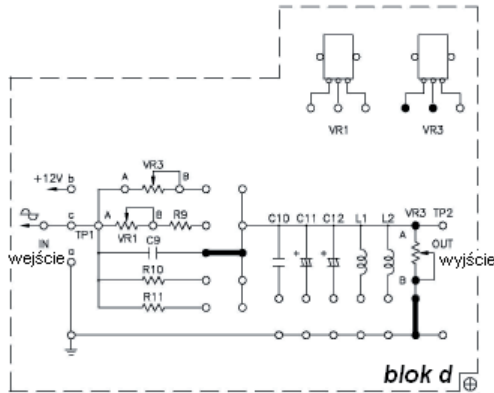 VR1 VR3
VR3
A B
+12V b
A B R9
c
TP1 VR1
IN
wejście
C9
a
R10
R11
C10 C11 C12 L1 L2 VR3 TP2
+ +
A
OUT
wyjście
B
blok d